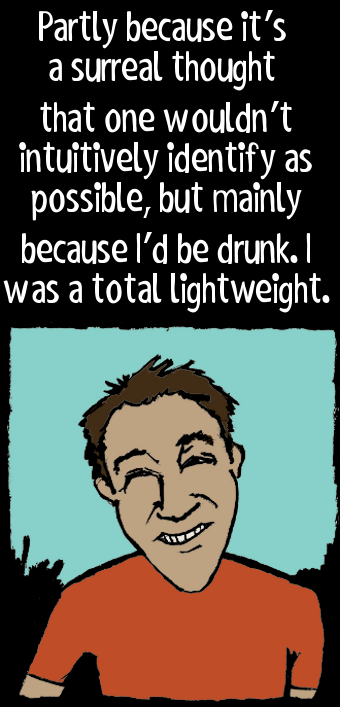 Partly because it's
a surreal thought
that one wouldn't
intuitively identify as
possible, but mainly
because I'd be drunk. I
was a total lightweight.